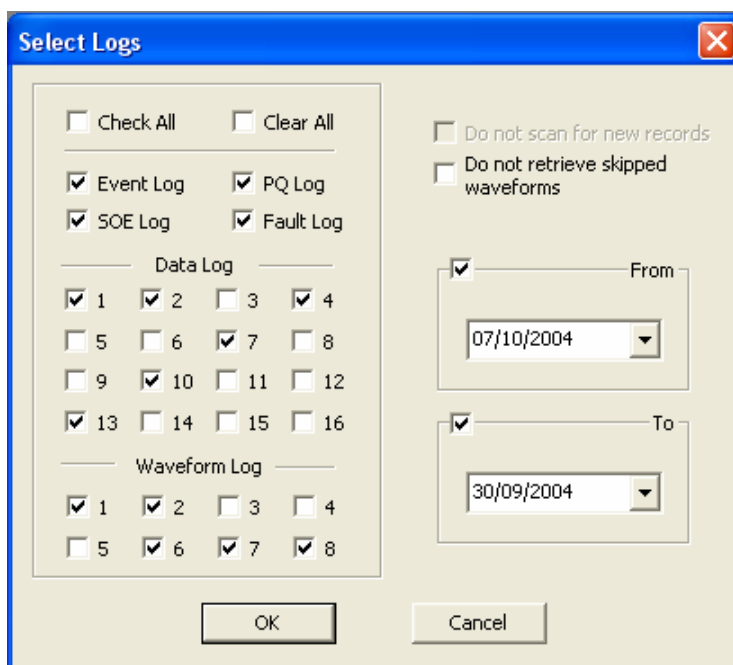 Select Logs
Check All Clear All
Event Log PQ Log
SOE Log Fault Log
Data Log
1 2 3 4
5 6 7 8
9 10 11 12
13 14 15 16
Waveform Log
1 2 3 4
5 6 7 8
Do not scan for new records
Do not retrieve skipped
waveforms
From
07/10/2004
To
30/09/2004
OK Cancel